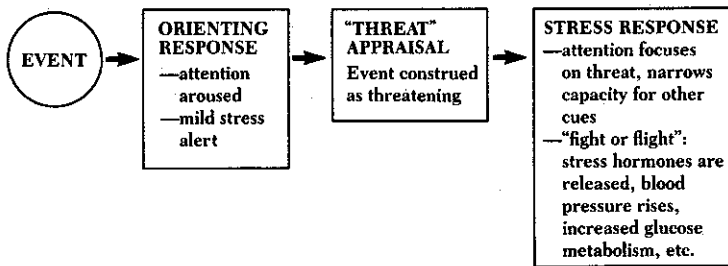 EVENT
ORIENTING
RESPONSE
—attention
aroused
—mild stress
alert
“THREAT”
APPRAISAL
Event construed
as threatening
STRESS RESPONSE
—attention focuses
on threat, narrows
capacity for other
cues
—“fight or flight”:
stress hormones are
released, blood
pressure rises,
increased glucose
metabolism, etc.